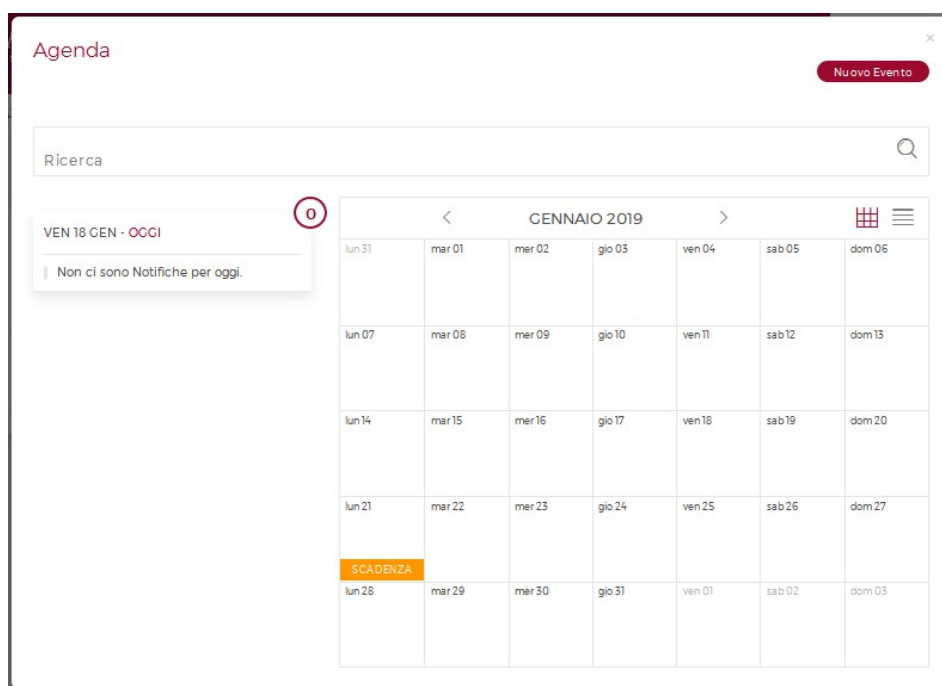 Agenda
Nuovo Evento
Ricerca
0
VEN 18 GEN - OGGI
Non ci sono Notifiche per oggi.
GENNAIO 2019
lun 31 mar 01 mer 02 gio 03 ven 04 sab 05 dom 06
lun 07 mar 08 mer 09 gio 10 ven 11 sab 12 dom 13
lun 14 mar 15 mer 16 gio 17 ven 18 sab 19 dom 20
lun 21 mar 22 mer 23 gio 24 ven 25 sab 26 dom 27
SCADENZA
lun 28 mar 29 mer 30 gio 31 ven 01 sab 02 dom 03